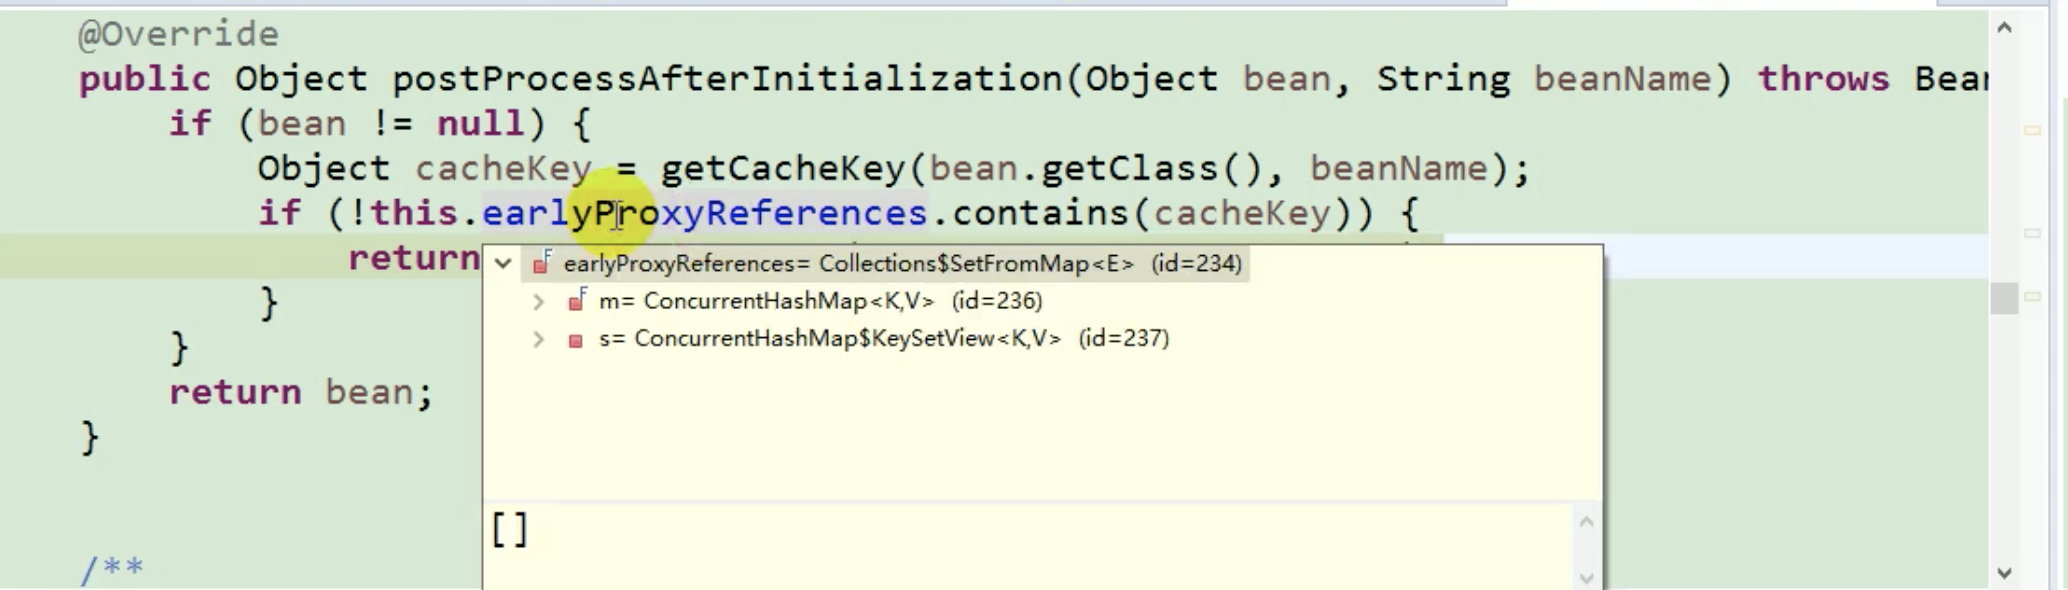 @Override
public Object postProcessAfterInitialization(Object bean, String beanName) throws Bean
if (bean != null) {
Object cacheKey = getCacheKey(bean.getClass(), beanName);
if (!this.earlyProxyReferences.contains(cacheKey)) {
return
earlyProxyReferences= Collections$SetFromMap<E> (id=234)
m= ConcurrentHashMap<K,V> (id=236)
s= ConcurrentHashMap$KeySetView<K,V> (id=237)
}
}
return bean;
}
[]
/**